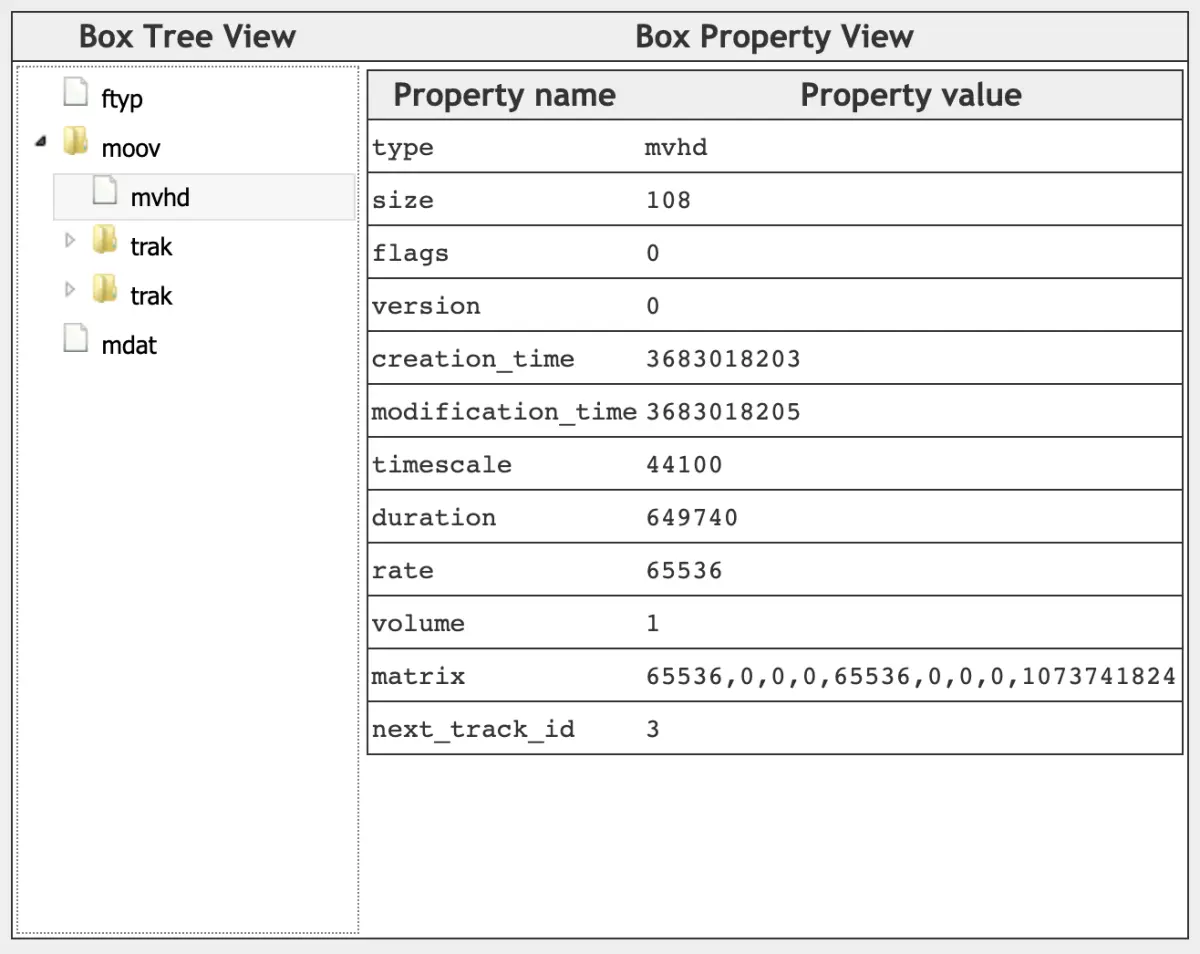 Box Tree View
Box Property View
ftyp
moov
mvhd
trak
trak
mdat
Property name Property value
type mvhd
size 108
flags 0
version 0
creation_time 3683018203
modification_time 3683018205
timescale 44100
duration 649740
rate 65536
volume 1
matrix 65536,0,0,0,65536,0,0,0,1073741824
next_track_id 3